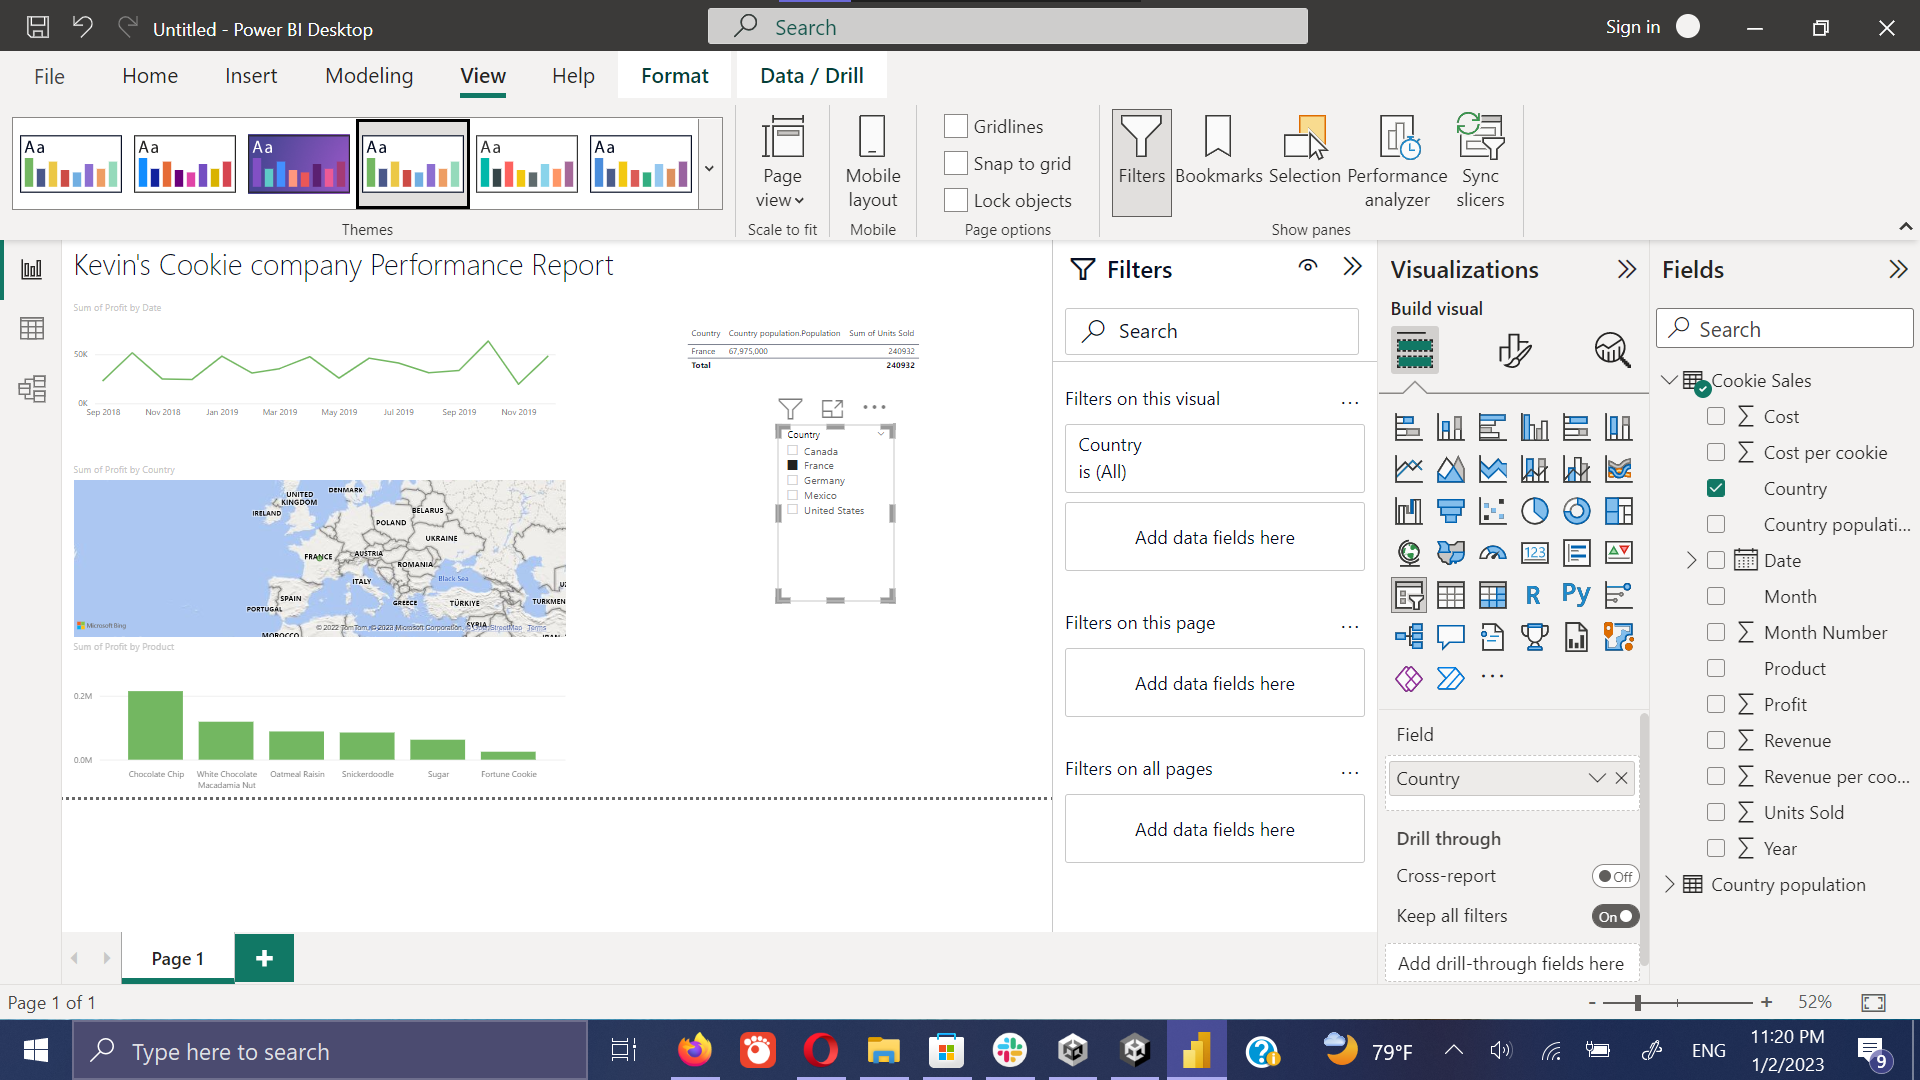 Untitled - Power BI Desktop
Search
Sign in
File
Home
Insert
Modeling
View
Help
Format
Data / Drill
Aa
Aa
Aa
Aa
Aa
Aa
Themes
Page view
Scale to fit
Mobile layout
Mobile
Gridlines
Snap to grid
Lock objects
Page options
Filters
Bookmarks
Selection
Performance analyzer
Sync slicers
Show panes
Kevin's Cookie company Performance Report
Sum of Profit by Date
50K
0K
Sep 2018 Nov 2018 Jan 2019 Mar 2019 May 2019 Jul 2019 Sep 2019 Nov 2019
Country Country population.Population Sum of Units Sold
France 67,975,000 240932
Total 240932
Country
Canada
France
Germany
Mexico
United States
Sum of Profit by Country
UNITED KINGDOM
DENMARK
IRELAND
BELARUS
POLAND
UKRAINE
FRANCE
AUSTRIA
ROMANIA
ITALY
Black Sea
SPAIN
PORTUGAL
GREECE
TÜRKIYE
TURKMEN
SYRIA
MOROCCO
IRAN
Microsoft Bing
© 2022 TomTom, © 2023 Microsoft Corporation, © OpenStreetMap Terms
Sum of Profit by Product
0.2M
0.0M
Chocolate Chip
White Chocolate Macadamia Nut
Oatmeal Raisin
Snickerdoodle
Sugar
Fortune Cookie
Filters
Search
Filters on this visual
...
Country
is (All)
Add data fields here
Filters on this page
...
Add data fields here
Filters on all pages
...
Add data fields here
Visualizations
Build visual
123
R
Py
...
Field
Country
Drill through
Cross-report
Off
Keep all filters
On
Add drill-through fields here
Fields
Search
Cookie Sales
Cost
Cost per cookie
Country
Country populati...
Date
Month
Month Number
Product
Profit
Revenue
Revenue per coo...
Units Sold
Year
Country population
Page 1
Page 1 of 1
- + 52%
Type here to search
79°F
ENG
11:20 PM
1/2/2023
9